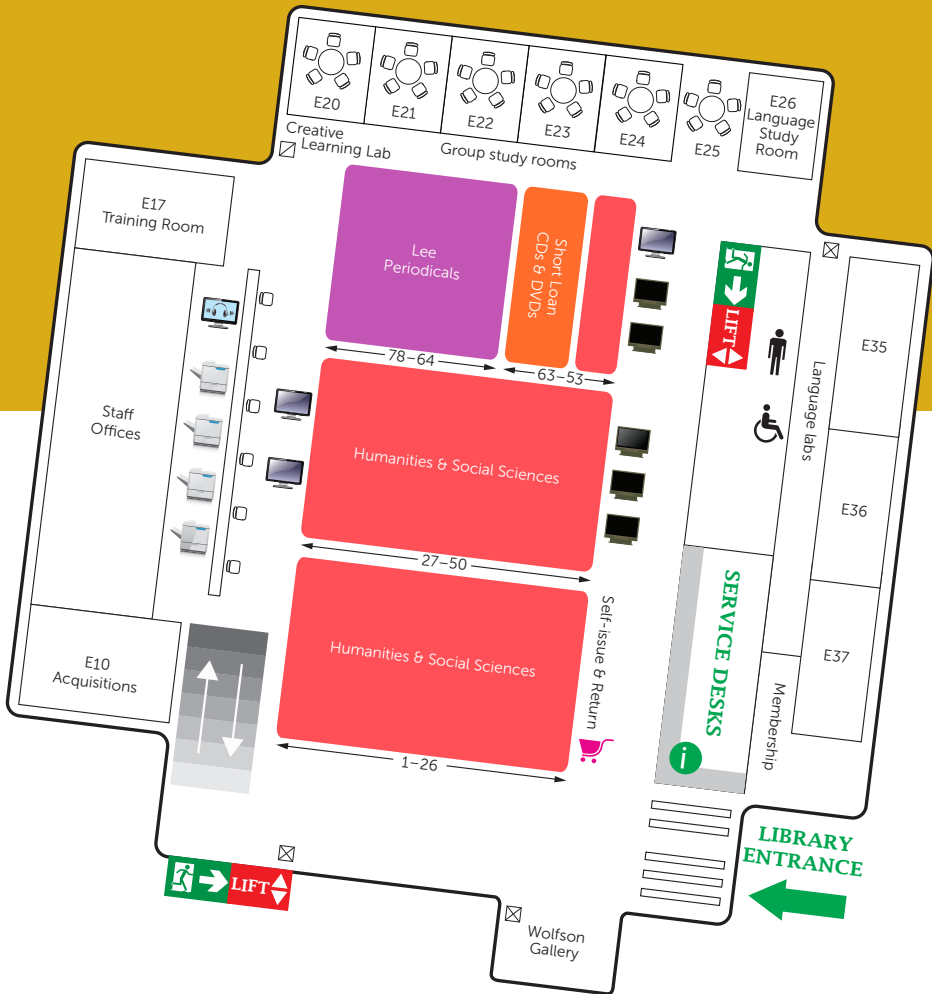 E20
E21
E22
E23
E24
E25
E26
Language
Study
Room
Creative
Learning Lab
Group study rooms
E17
Training Room
Lee
Periodicals
Short Loan
CDs & DVDs
LIFT
78–64
63–53
Staff
Offices
Language labs
E35
E36
E37
Humanities & Social Sciences
27–50
Humanities & Social Sciences
1–26
Self-issue & Return
SERVICE DESKS
i
Membership
E10
Acquisitions
LIFT
LIBRARY
ENTRANCE
Wolfson
Gallery